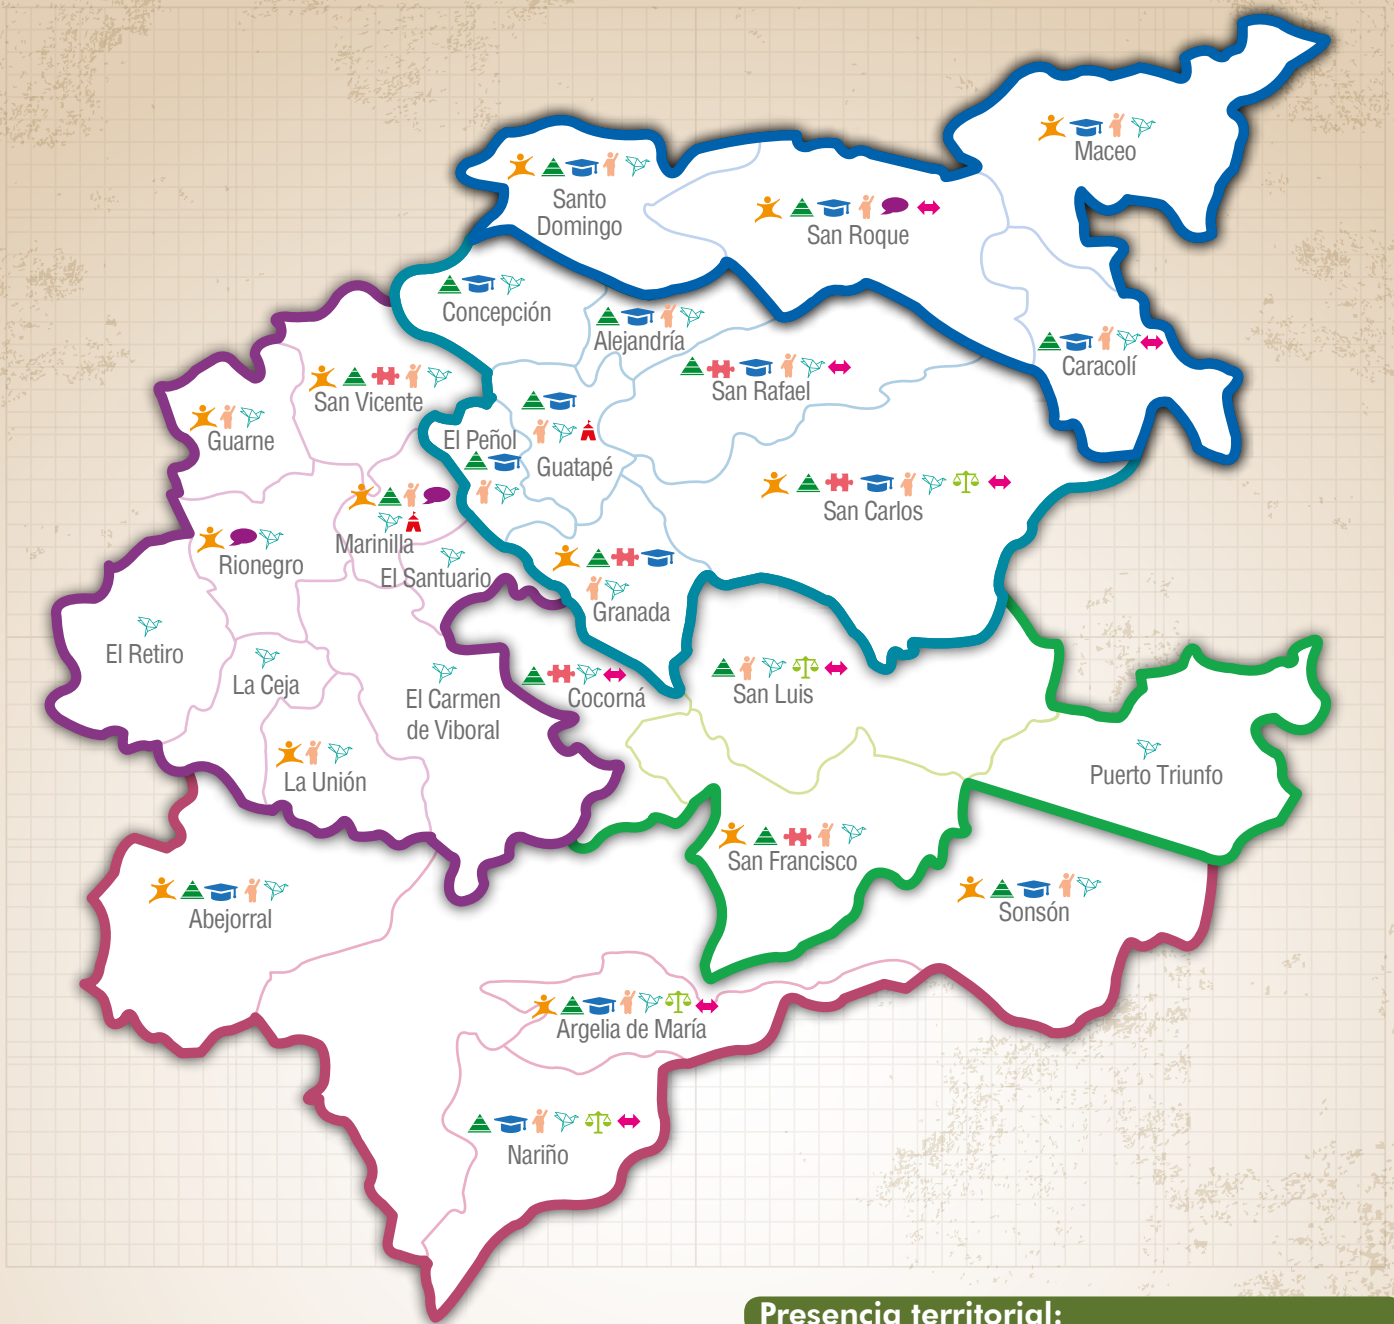 Maceo
Santo
Domingo
San Roque
Concepción
Alejandría
Caracolí
San Rafael
San Vicente
Guarne
El Peñol
Guatapé
San Carlos
Marinilla
Rionegro
El Santuario
Granada
El Retiro
La Ceja
El Carmen
de Viboral
Cocorná
San Luis
La Unión
Puerto Triunfo
San Francisco
Abejorral
Sonsón
Argelia de María
Nariño
Presencia territorial: